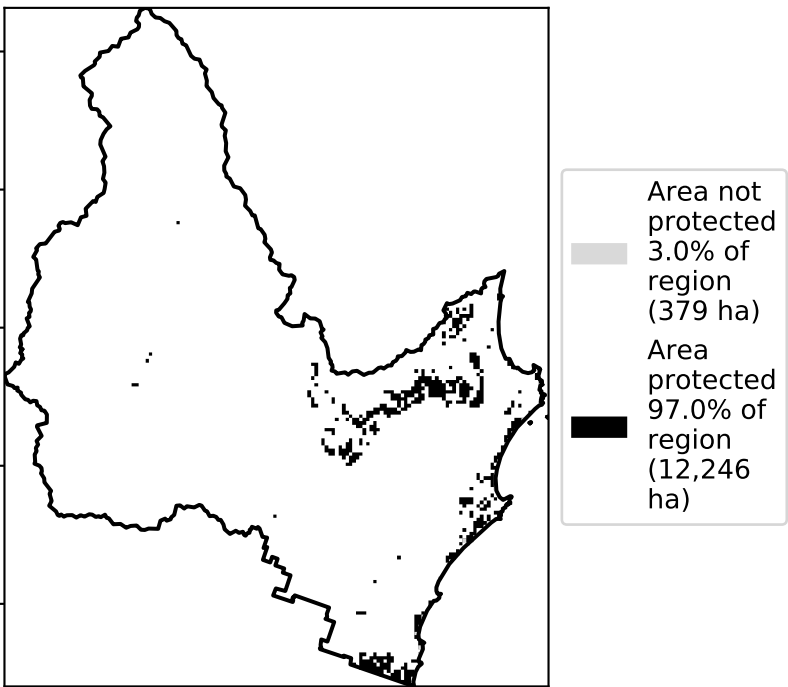 Area not
protected
3.0% of
region
(379 ha)
Area
protected
97.0% of
region
(12,246
ha)